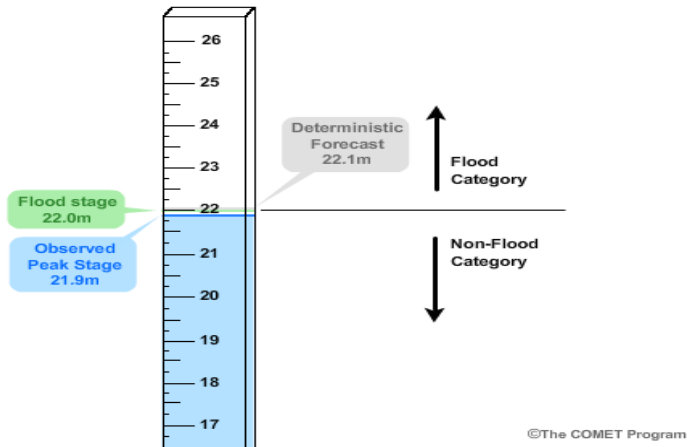 26
25
24
Deterministic
Forecast
22.1m
23
Flood
Category
Flood stage
22.0m
22
Observed
Peak Stage
21.9m
Non-Flood
Category
21
20
19
18
17
©The COMET Program